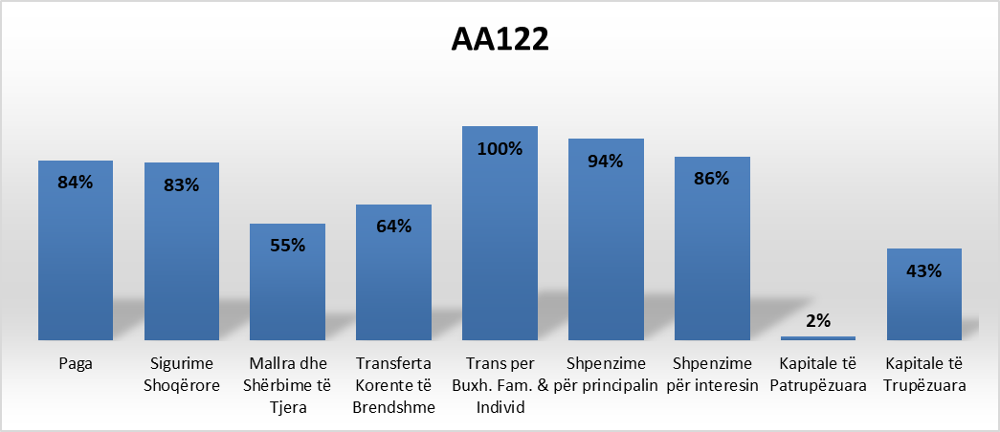 AA122
84%
83%
55%
64%
100%
94%
86%
2%
43%
Paga
Sigurime
Shoqërore
Mallra dhe
Shërbime të
Tjera
Transferta
Korente të
Brendshme
Trans per
Buxh. Fam. &
Individ
Shpenzime
për principalin
Shpenzime
për interesin
Kapitale të
Patrupëzuara
Kapitale të
Trupëzuara